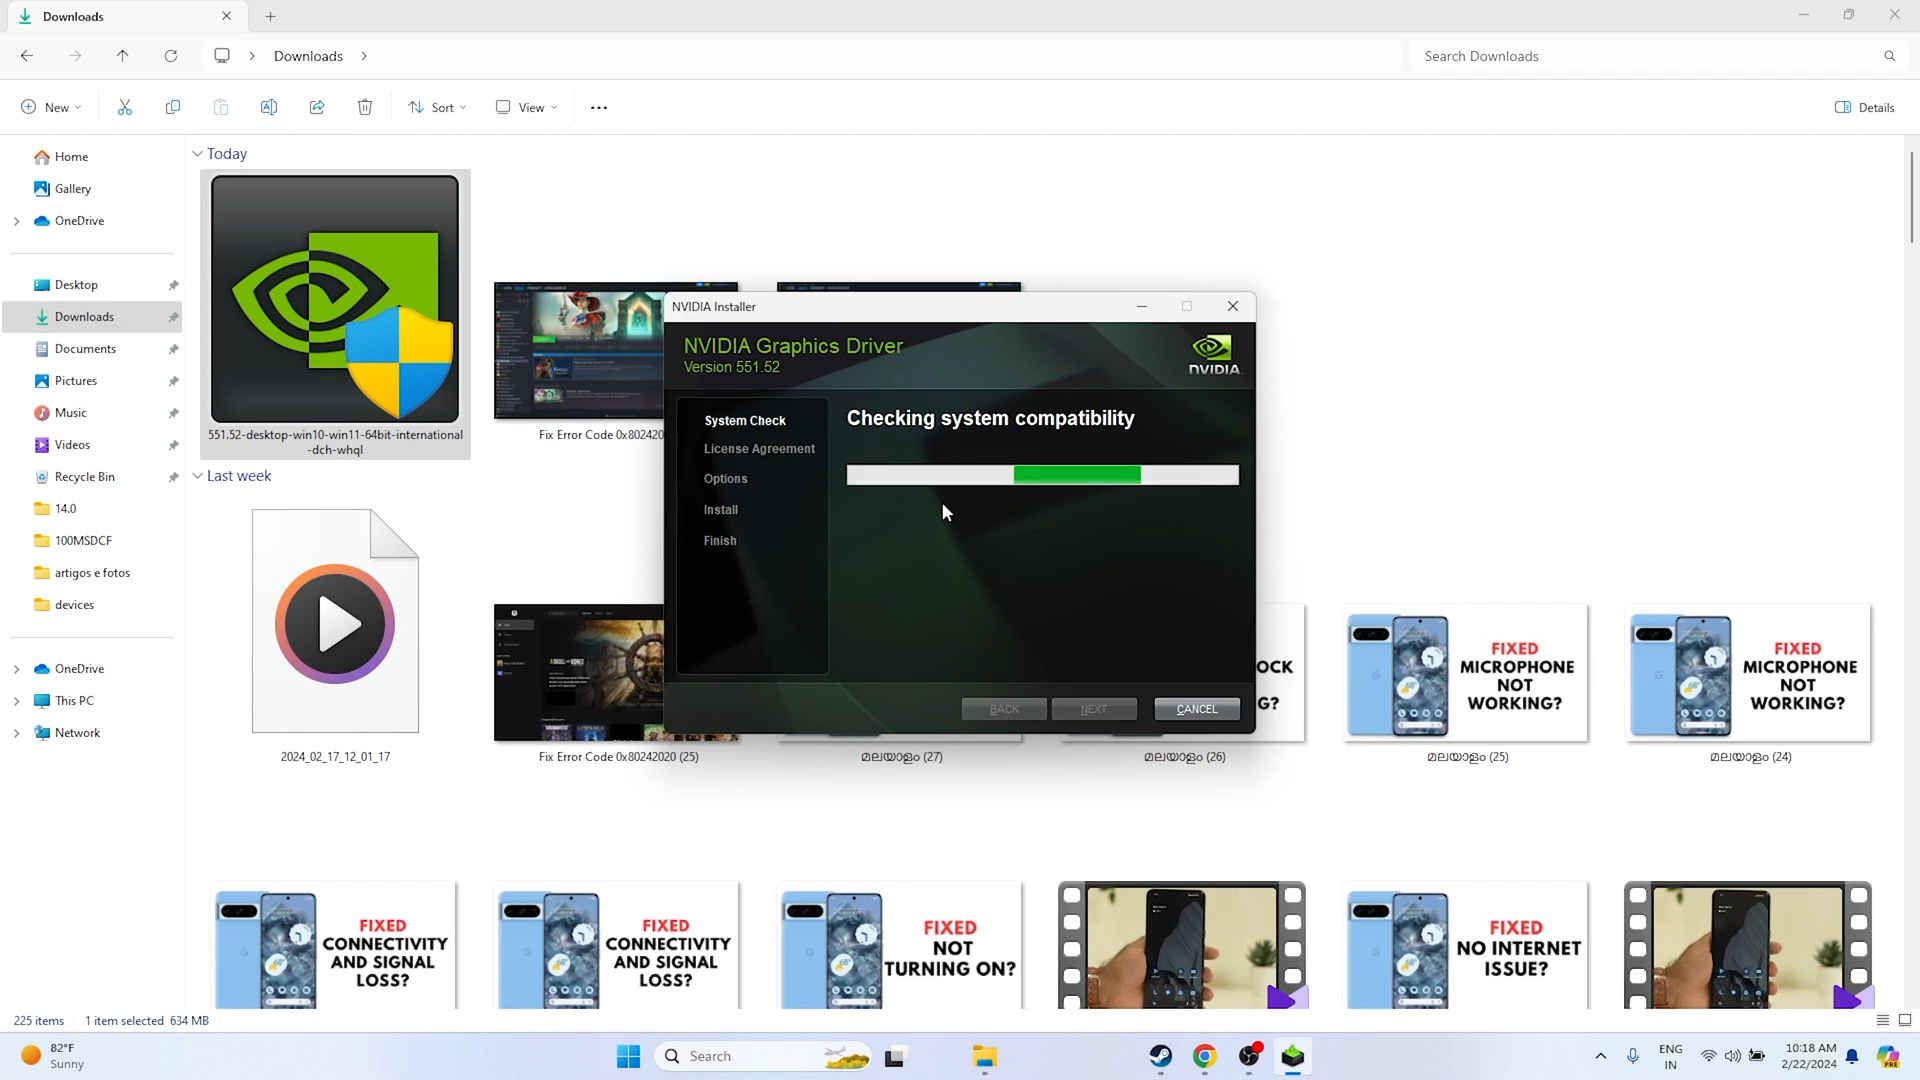 Downloads
Downloads
Search Downloads
New
Sort
View
Details
Home
Gallery
OneDrive
Desktop
Downloads
Documents
Pictures
Music
Videos
Recycle Bin
14.0
100MSDCF
artigos e fotos
devices
OneDrive
This PC
Network
Today
551.52-desktop-win10-win11-64bit-international
-dch-whql
Fix Error Code 0x802420
Last week
2024_02_17_12_01_17
Fix Error Code 0x80242020 (25)
മലയാളം (27)
മലയാളം (26)
മലയാളം (25)
മലയാളം (24)
NVIDIA Installer
NVIDIA Graphics Driver
Version 551.52
NVIDIA
System Check
License Agreement
Options
Install
Finish
Checking system compatibility
BACK
NEXT
CANCEL
OCK
G?
FIXED
MICROPHONE
NOT
WORKING?
FIXED
MICROPHONE
NOT
WORKING?
FIXED
CONNECTIVITY
AND SIGNAL
LOSS?
FIXED
CONNECTIVITY
AND SIGNAL
LOSS?
FIXED
NOT
TURNING ON?
FIXED
NO INTERNET
ISSUE?
225 items
1 item selected 634 MB
82°F
Sunny
Search
ENG
IN
10:18 AM
2/22/2024
PRE